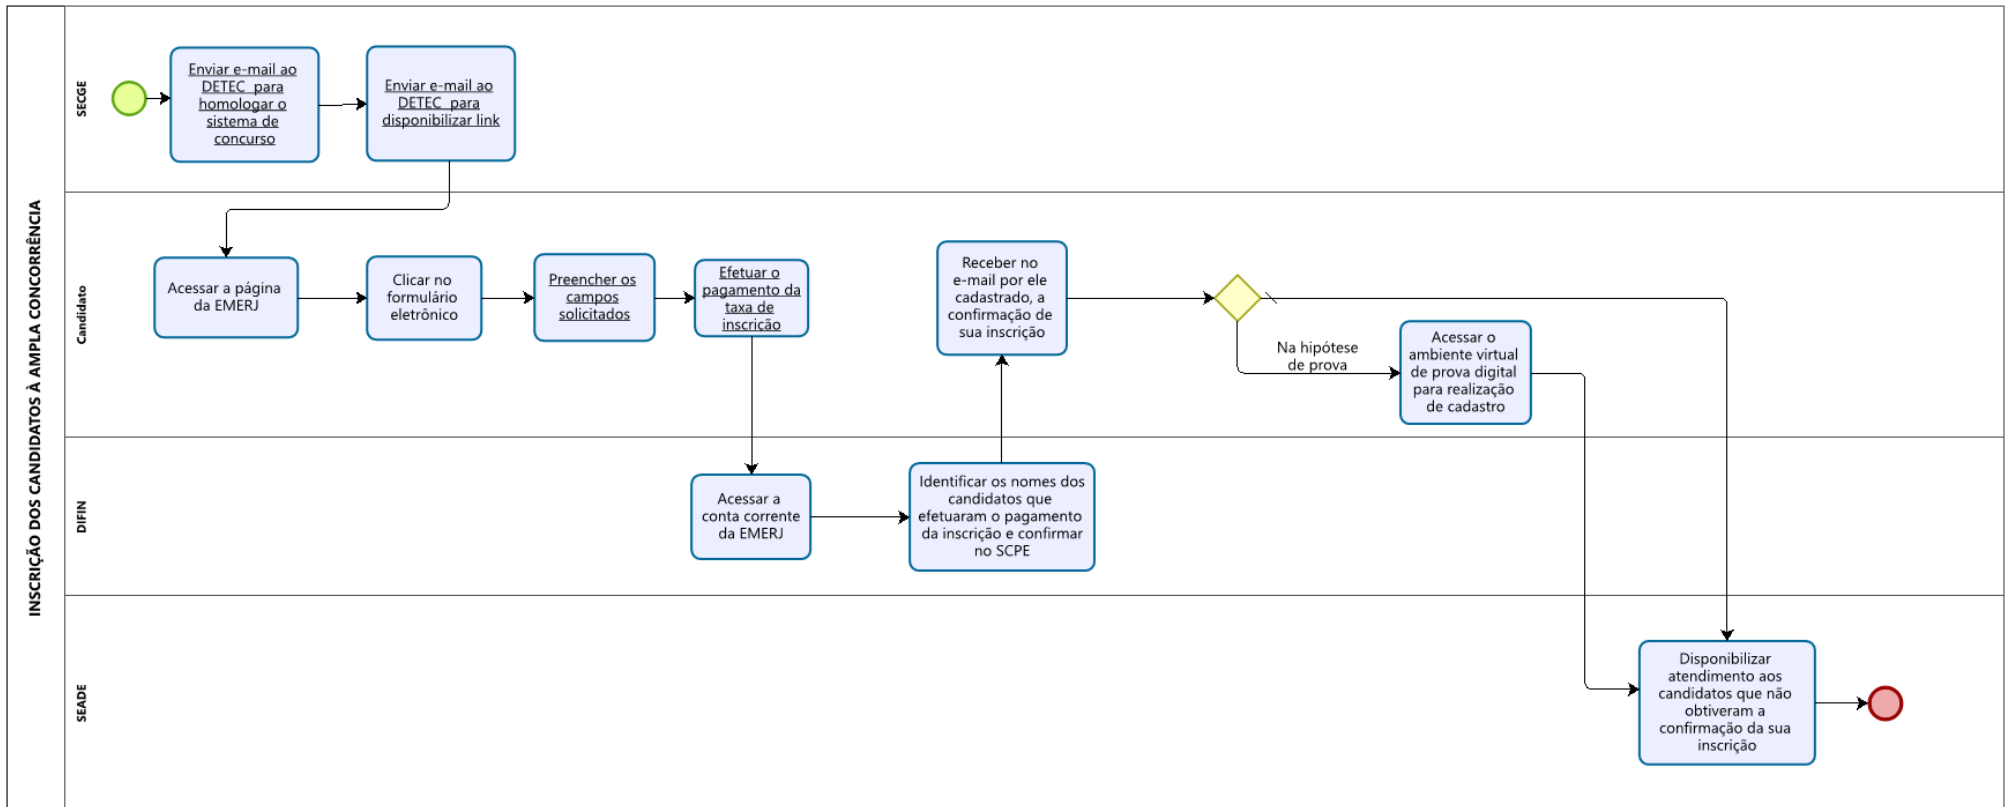 INSCRIÇÃO DOS CANDIDATOS À AMPLA CONCORRÊNCIA
SECGE
Enviar e-mail ao
DETEC para
homologar o
sistema de
concurso
Enviar e-mail ao
DETEC para
disponibilizar link
Candidato
Acessar a página
da EMERJ
Clicar no
formulário
eletrônico
Preencher os
campos
solicitados
Efetuar o
pagamento da
taxa de
inscrição
Receber no
e-mail por ele
cadastrado, a
confirmação de
sua inscrição
Na hipótese
de prova
Acessar o
ambiente virtual
de prova digital
para realização
de cadastro
DIFIN
Acessar a
conta corrente
da EMERJ
Identificar os nomes dos
candidatos que
efetuaram o pagamento
da inscrição e confirmar
no SCPE
SEADE
Disponibilizar
atendimento aos
candidatos que não
obtiveram a
confirmação da sua
inscrição